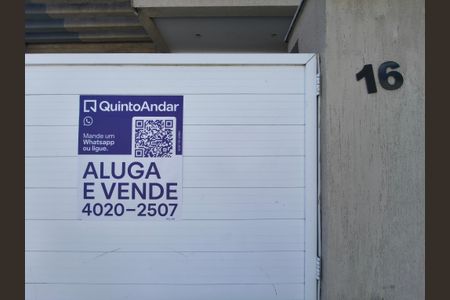 QuintoAndar
Mande um
Whatsapp
ou ligue.
ALUGA
E VENDE
4020-2507
16